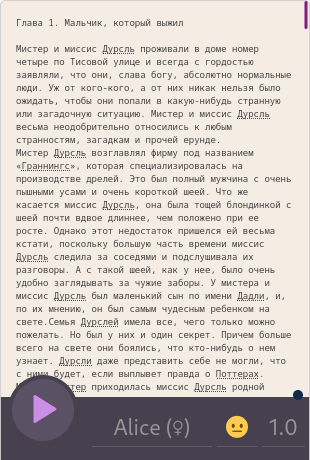 Глава 1. Мальчик, который выжил
Мистер и миссис Дурсль проживали в доме номер
четыре по Тисовой улице и всегда с гордостью
заявляли, что они, слава богу, абсолютно нормальные
люди. Уж от кого-кого, а от них никак нельзя было
ожидать, чтобы они попали в какую-нибудь странную
или загадочную ситуацию. Мистер и миссис Дурсль
весьма неодобрительно относились к любым
странностям, загадкам и прочей ерунде.
Мистер Дурсль возглавлял фирму под названием
«Граннингс», которая специализировалась на
производстве дрелей. Это был полный мужчина с очень
пышными усами и очень короткой шеей. Что же
касается миссис Дурсль, она была тощей блондинкой с
шеей почти вдвое длиннее, чем положено при ее
росте. Однако этот недостаток пришелся ей весьма
кстати, поскольку большую часть времени миссис
Дурсль следила за соседями и подслушивала их
разговоры. А с такой шеей, как у нее, было очень
удобно заглядывать за чужие заборы. У мистера и
миссис Дурсль был маленький сын по имени Дадли, и,
по их мнению, он был самым чудесным ребенком на
свете.Семья Дурслей имела все, чего только можно
пожелать. Но был у них и один секрет. Причем больше
всего на свете они боялись, что кто-нибудь о нем
узнает. Дурсли даже представить себе не могли, что
с ними будет, если выплывет правда о Поттерах.
приходилась миссис Дурсль родной
Alice (♀) 1.0